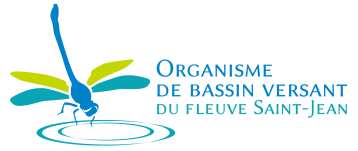 Organisme
de bassin versant
du fleuve Saint-Jean